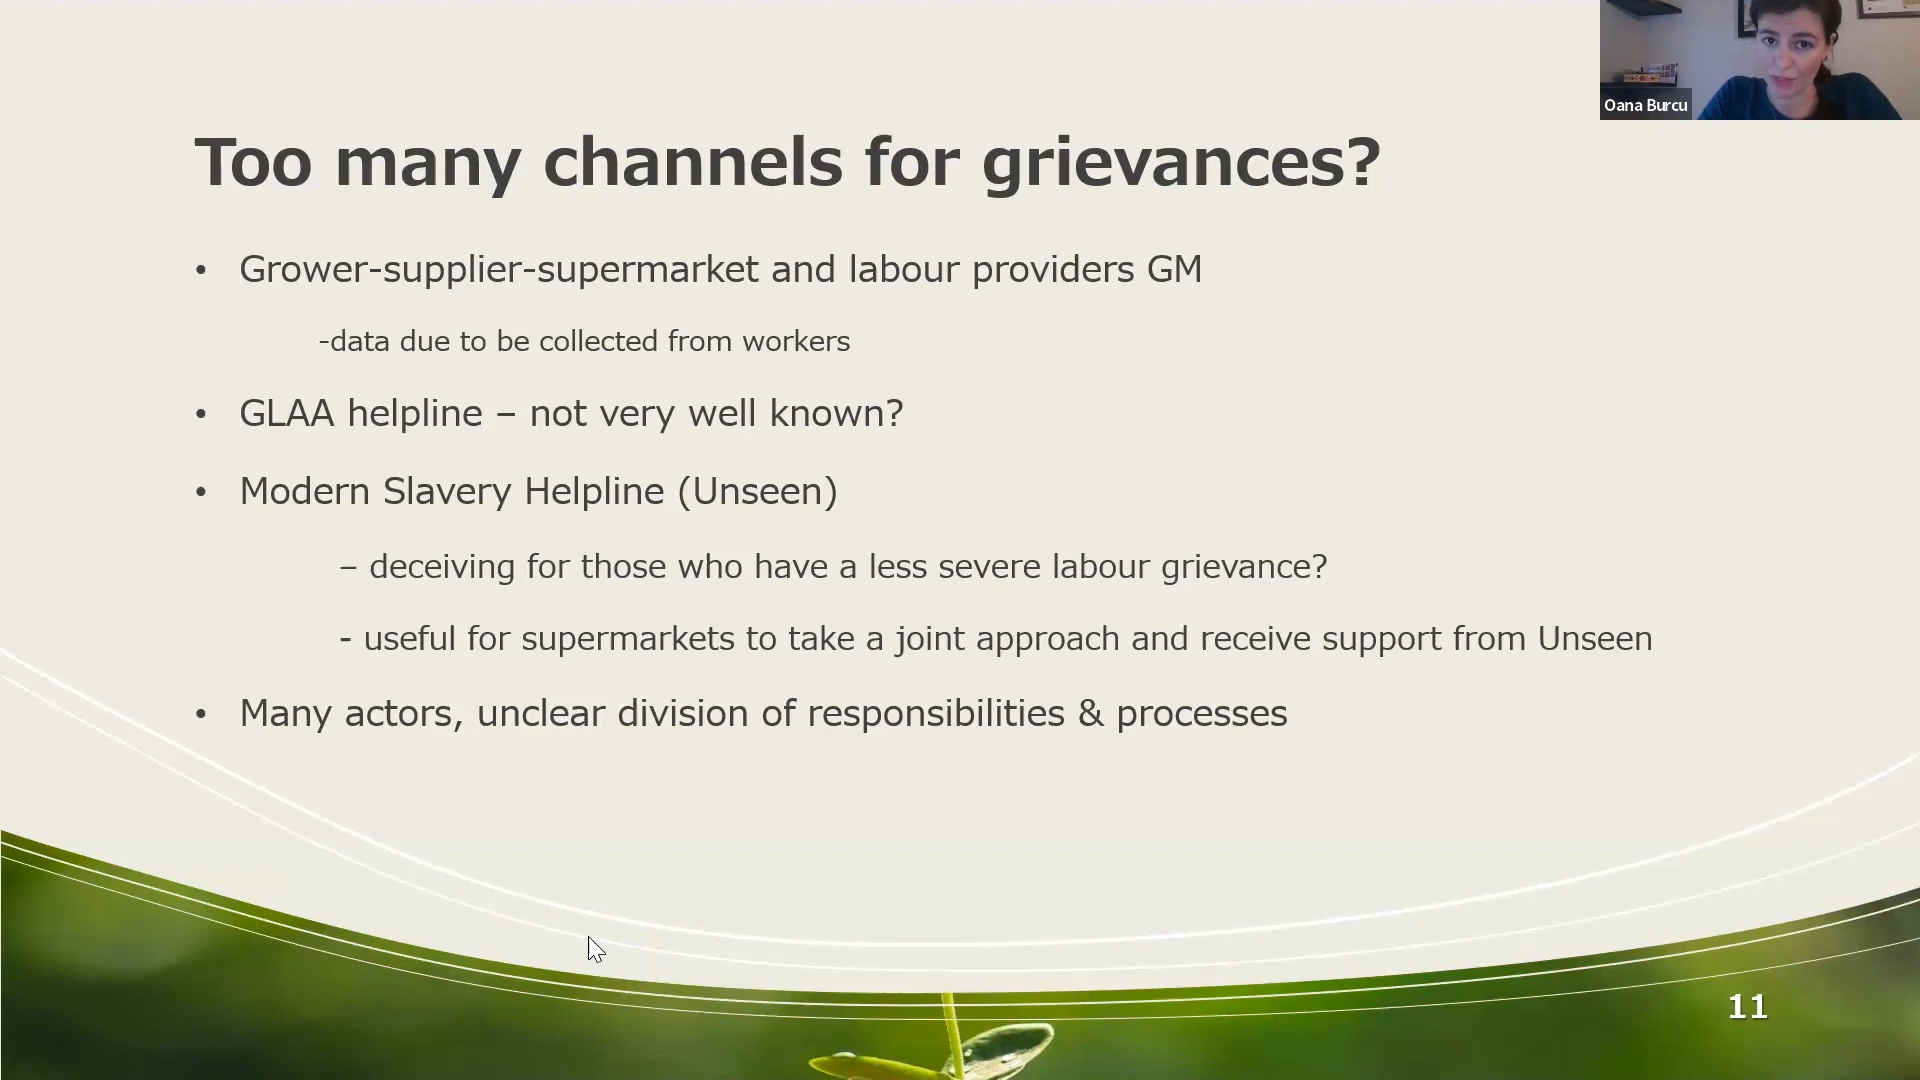 Oana Burcu
Too many channels for grievances?
• Grower-supplier-supermarket and labour providers GM
-data due to be collected from workers
• GLAA helpline – not very well known?
• Modern Slavery Helpline (Unseen)
– deceiving for those who have a less severe labour grievance?
- useful for supermarkets to take a joint approach and receive support from Unseen
• Many actors, unclear division of responsibilities & processes
11